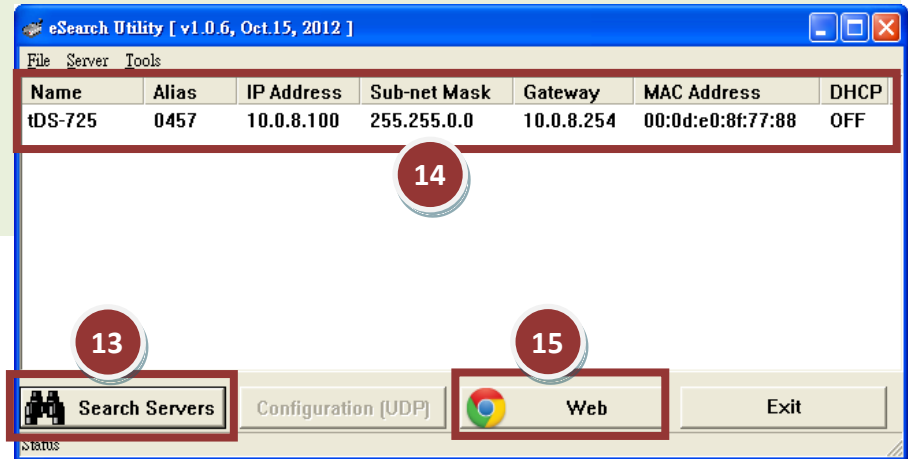 eSearch Utility [ v1.0.6, Oct.15, 2012 ]
File Server Tools
Name Alias IP Address Sub-net Mask Gateway MAC Address DHCP
tDS-725 0457 10.0.8.100 255.255.0.0 10.0.8.254 00:0d:e0:8f:77:88 OFF
14
13 15
Search Servers Configuration (UDP) Web Exit
Status